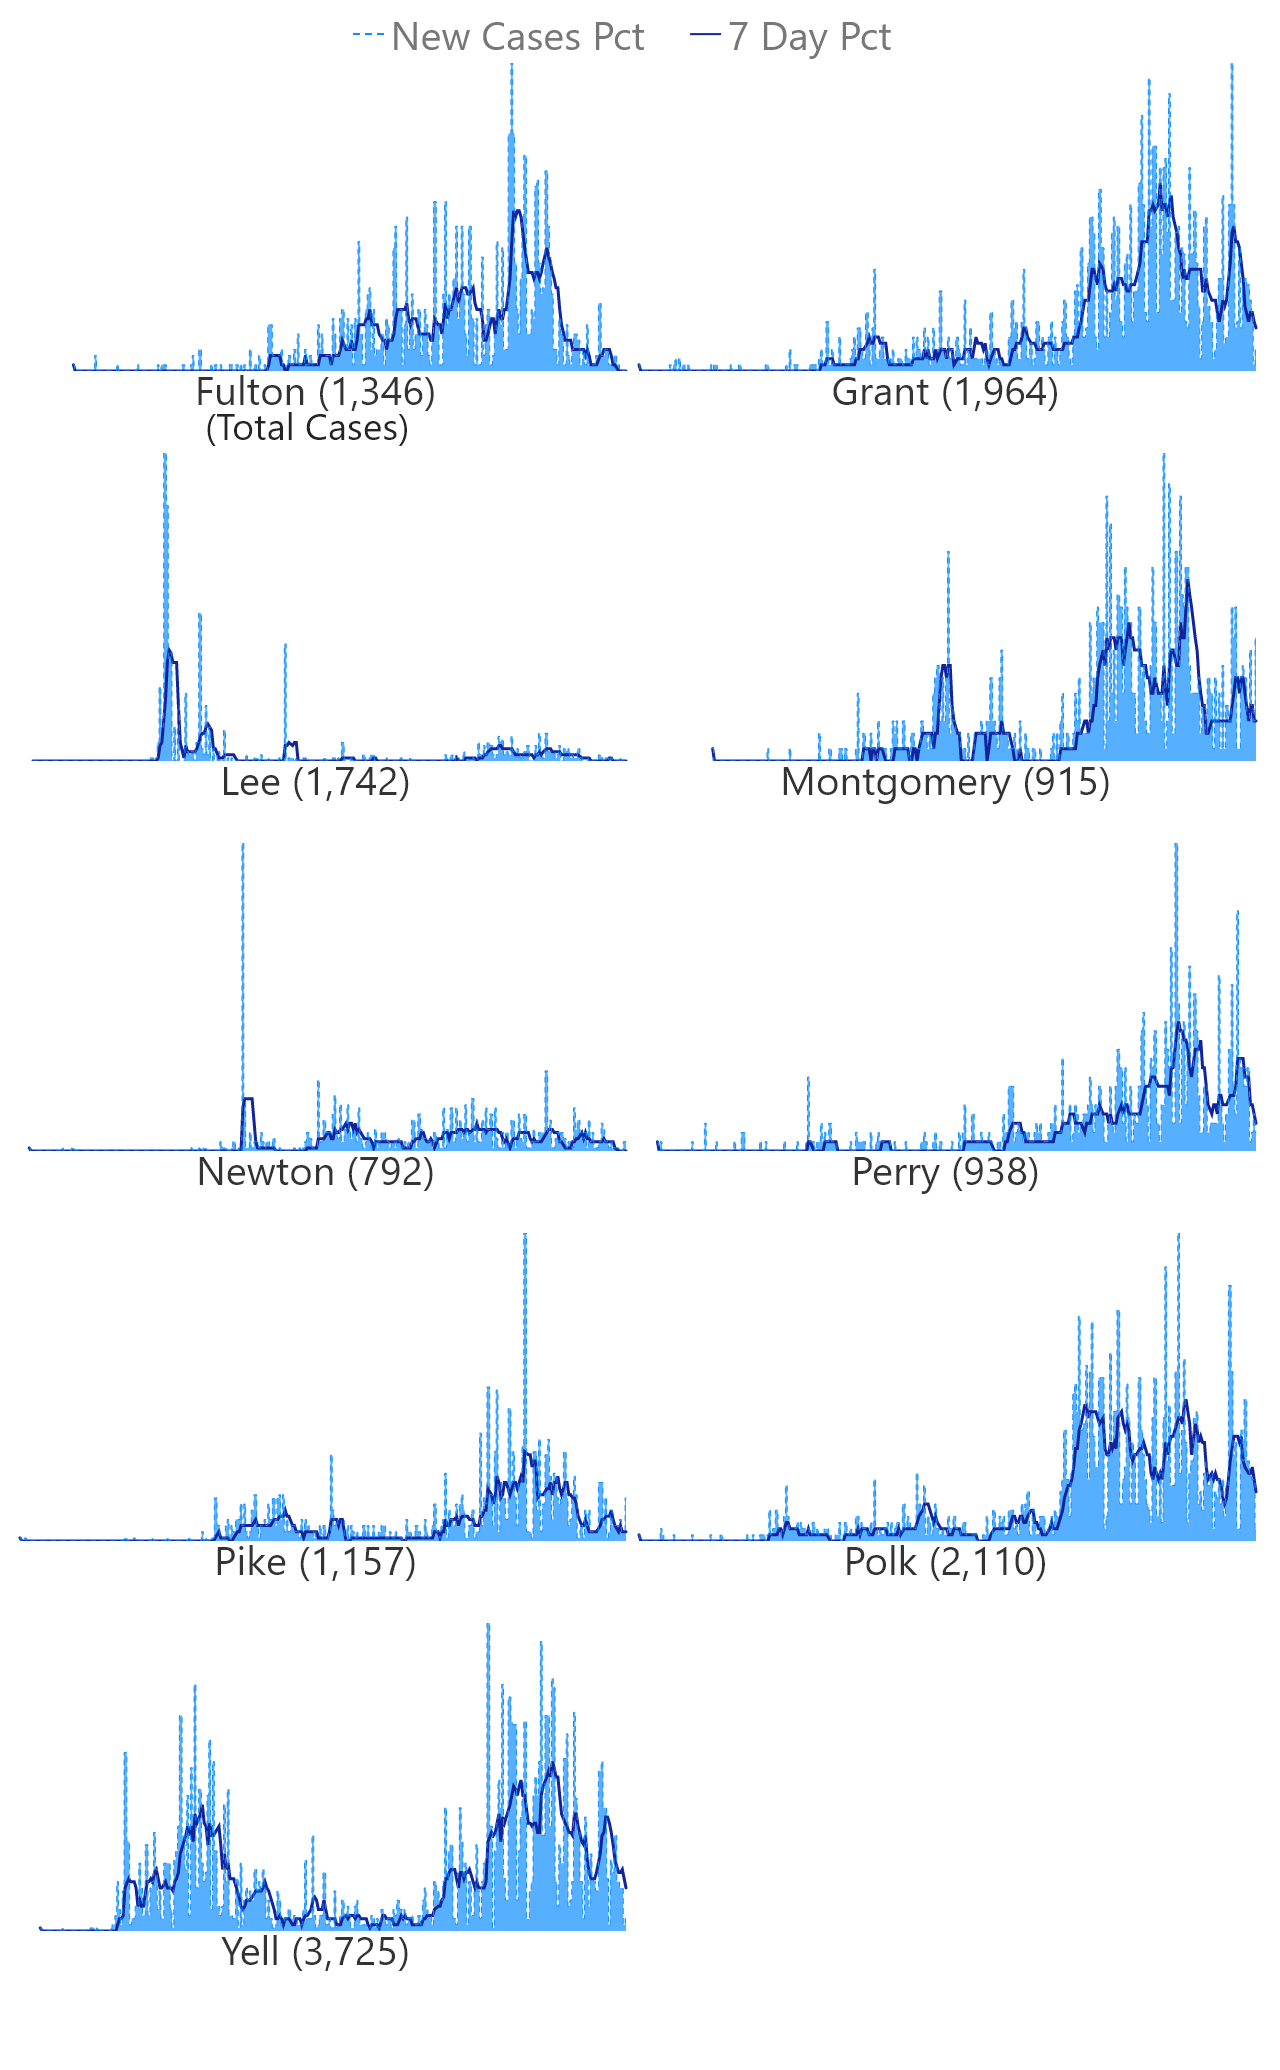 New Cases Pct 7 Day Pct
Fulton (1,346) Grant (1,964)
(Total Cases)
Lee (1,742) Montgomery (915)
Newton (792) Perry (938)
Pike (1,157) Polk (2,110)
Yell (3,725)